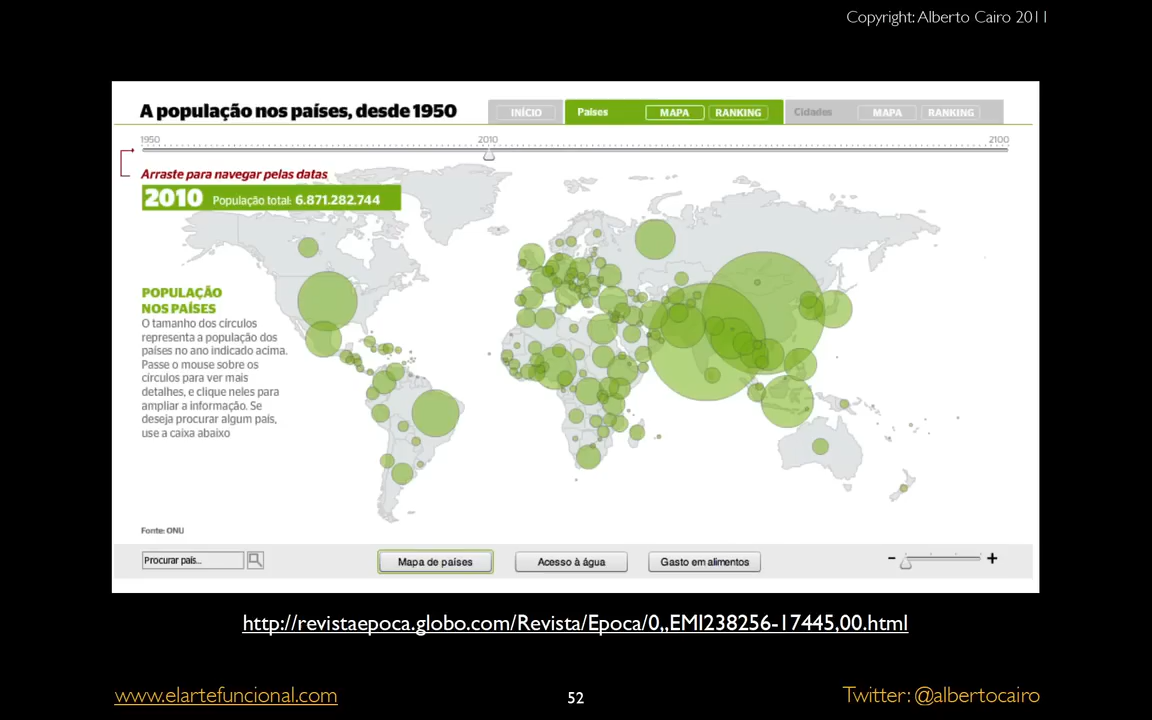 Copyright: Alberto Cairo 2011
A população nos países, desde 1950
INÍCIO
Países
MAPA
RANKING
Cidades
MAPA
RANKING
1950
2010
2100
Arraste para navegar pelas datas
2010 População total: 6.871.282.744
POPULAÇÃO
NOS PAÍSES
O tamanho dos círculos
representa a população dos
países no ano indicado acima.
Passe o mouse sobre os
círculos para ver mais
detalhes, e clique neles para
ampliar a informação. Se
deseja procurar algum país,
use a caixa abaixo
Fonte: ONU
Procurar país...
Mapa de países
Acesso à água
Gasto em alimentos
http://revistaepoca.globo.com/Revista/Epoca/0,,EMI238256-17445,00.html
www.elartefuncional.com
52
Twitter: @albertocairo